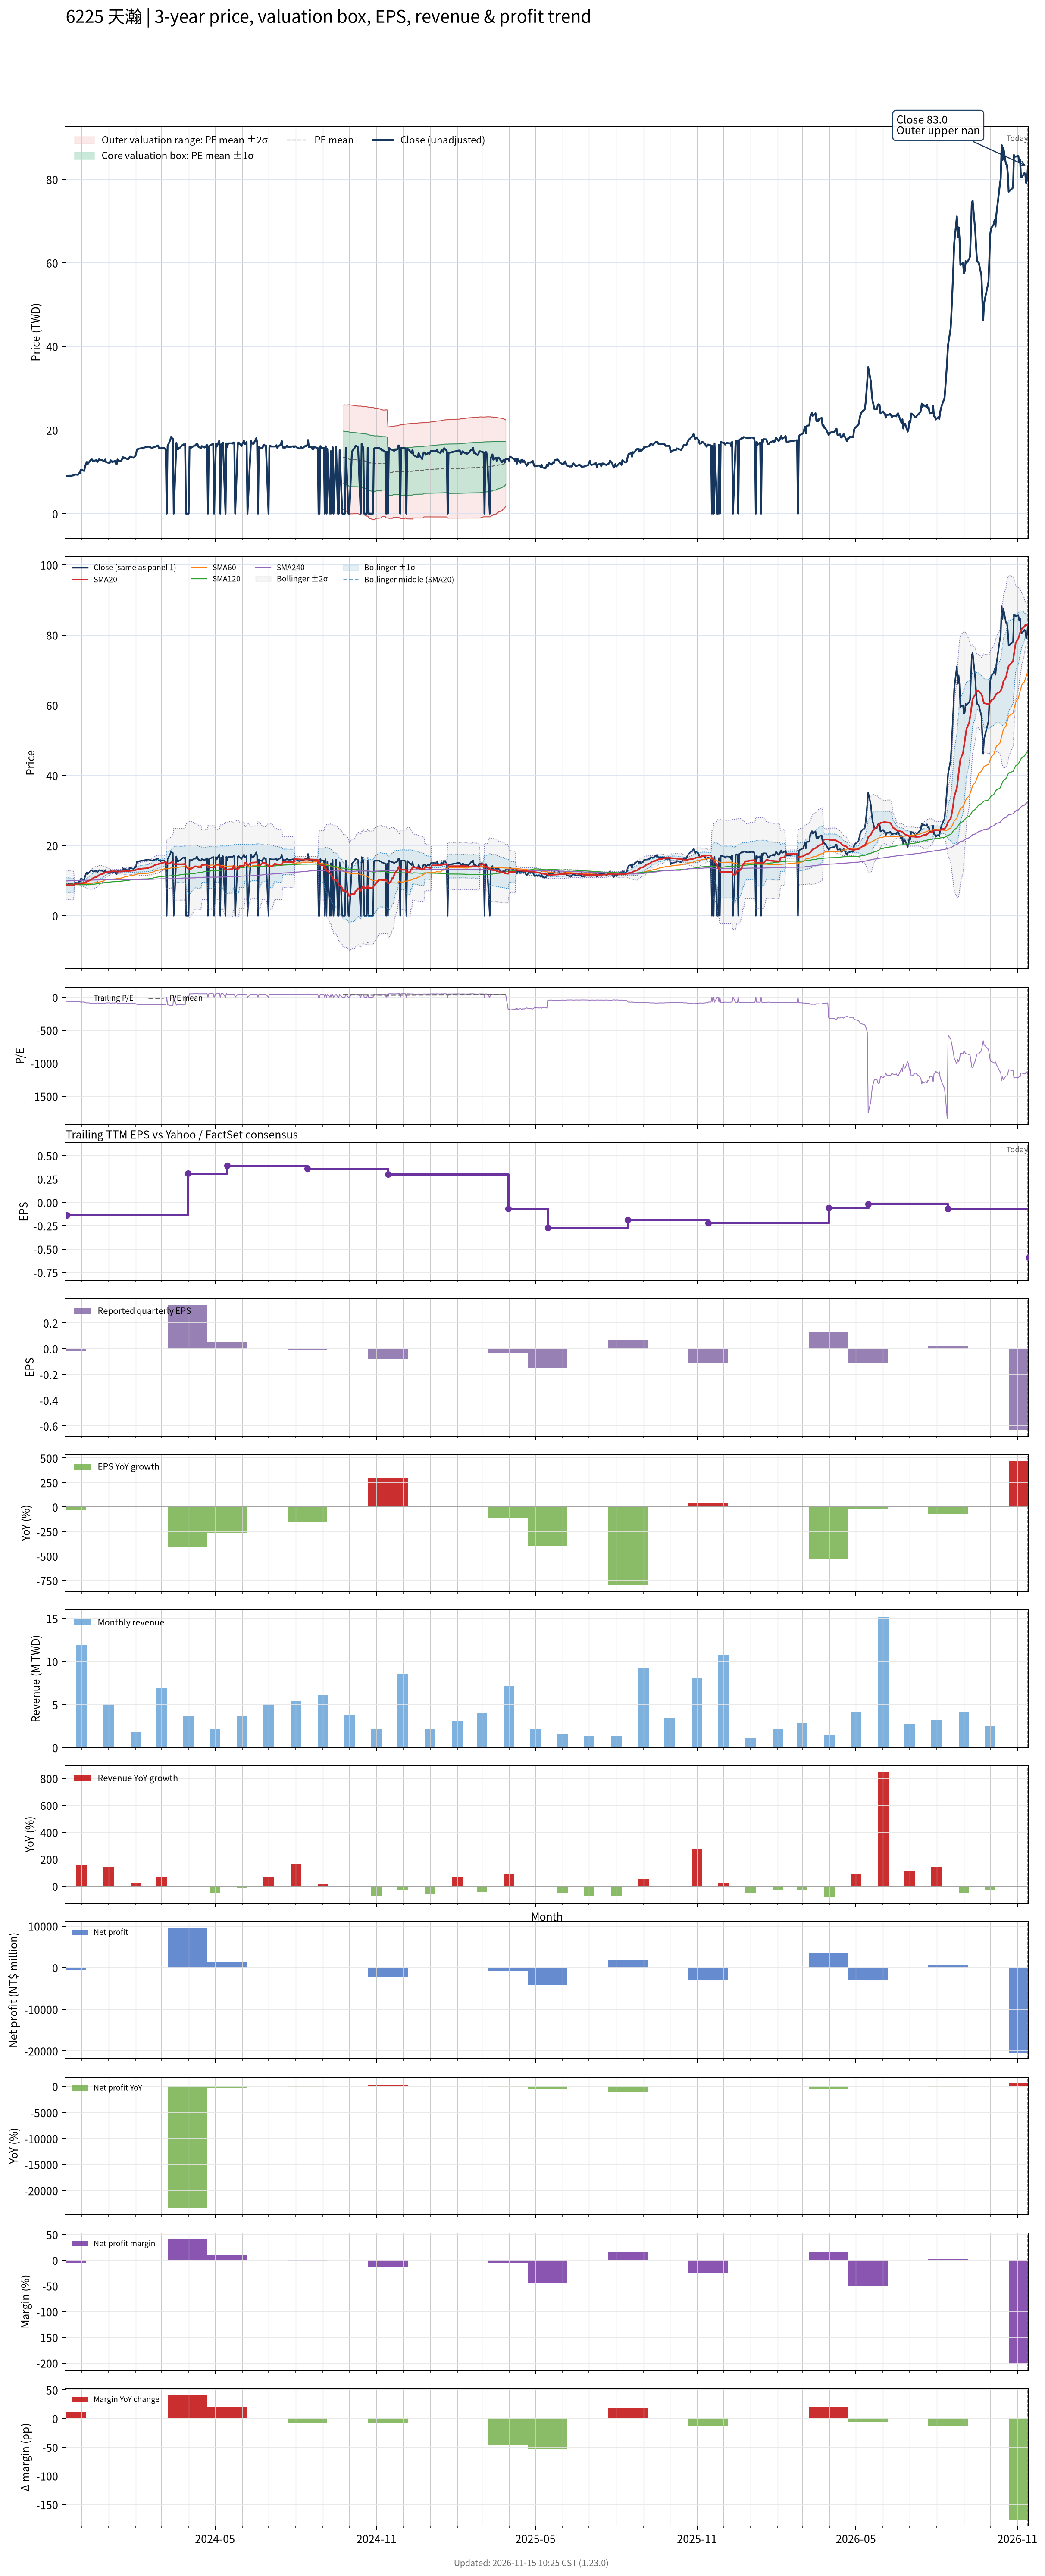 6225 天瀚 | 3-year price, valuation box, EPS, revenue & profit trend
Close 83.0
Outer upper nan
Today
Outer valuation range: PE mean ±2σ
Core valuation box: PE mean ±1σ
PE mean
Close (unadjusted)
Price (TWD)
80
60
40
20
0
Close (same as panel 1)
SMA20
SMA60
SMA120
SMA240
Bollinger ±2σ
Bollinger ±1σ
Bollinger middle (SMA20)
Price
100
80
60
40
20
0
Trailing P/E
P/E mean
P/E
0
-500
-1000
-1500
Trailing TTM EPS vs Yahoo / FactSet consensus
Today
EPS
0.50
0.25
0.00
-0.25
-0.50
-0.75
Reported quarterly EPS
EPS
0.2
0.0
-0.2
-0.4
-0.6
EPS YoY growth
YoY (%)
500
250
0
-250
-500
-750
Monthly revenue
Revenue (M TWD)
15
10
5
0
Revenue YoY growth
YoY (%)
800
600
400
200
0
Month
Net profit
Net profit (NT$ million)
10000
0
-10000
-20000
Net profit YoY
YoY (%)
0
-5000
-10000
-15000
-20000
Net profit margin
Margin (%)
50
0
-50
-100
-150
-200
Margin YoY change
Δ margin (pp)
50
0
-50
-100
-150
2024-05
2024-11
2025-05
2025-11
2026-05
2026-11
Updated: 2026-11-15 10:25 CST (1.23.0)